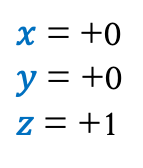 x = +0
y = +0
z = +1